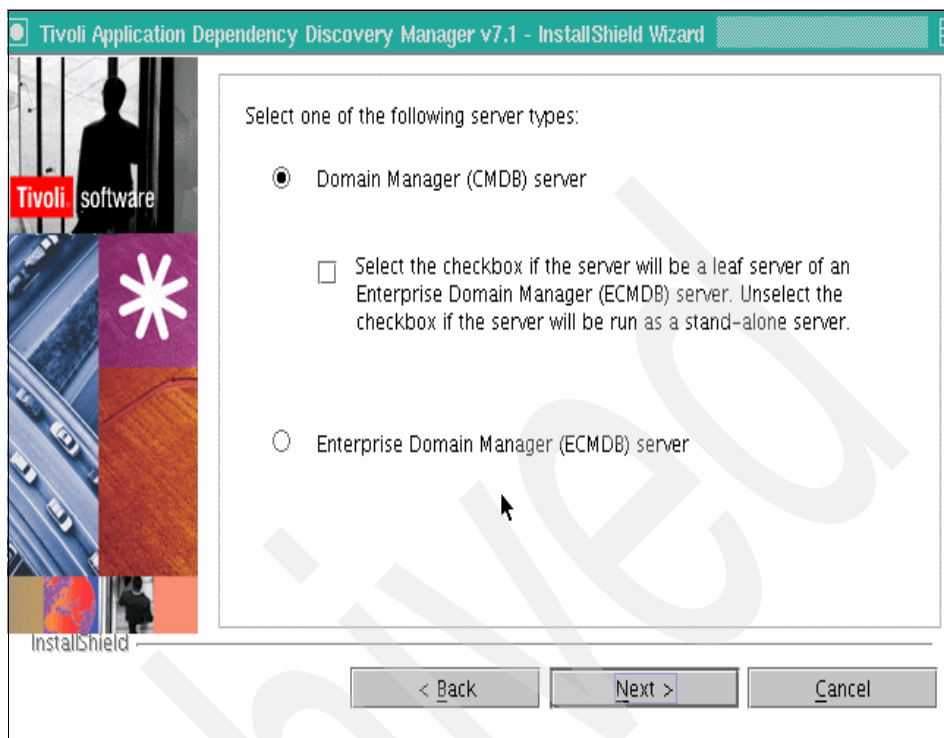 Tivoli Application Dependency Discovery Manager v7.1 - InstallShield Wizard
Select one of the following server types:
Domain Manager (CMDB) server
Tivoli software
Select the checkbox if the server will be a leaf server of an
Enterprise Domain Manager (ECMDB) server. Unselect the
checkbox if the server will be run as a stand-alone server.
Enterprise Domain Manager (ECMDB) server
InstallShield
< Back
Next >
Cancel
hived